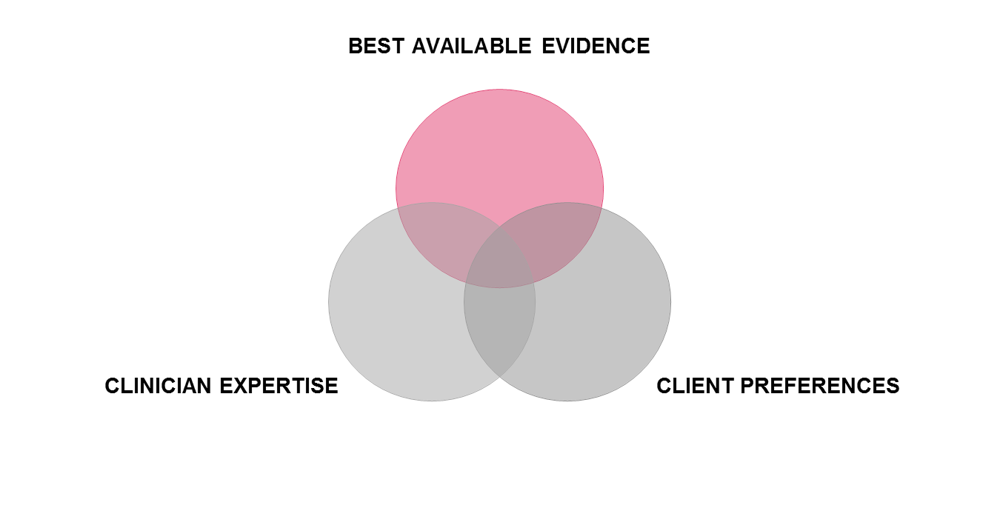 BEST AVAILABLE EVIDENCE
CLINICIAN EXPERTISE
CLIENT PREFERENCES